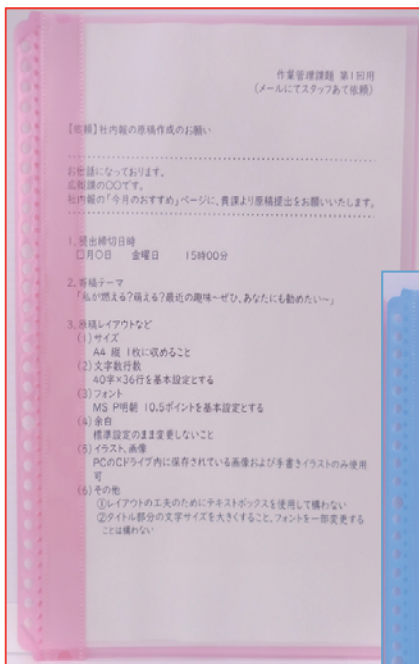 作業管理課題 第1回用
(メールにてスタッフあて依頼)
【依頼】社内報の原稿作成のお願い
お世話になっております。
広報課の〇〇です。
社内報の「今月のおすすめ」ページに、貴課より原稿提出をお願いいたします。
1.提出締切日時
□月〇日 金曜日 15時00分
2.寄稿テーマ
「私が燃える?萌える?最近の趣味~ぜひ、あなたにも勧めたい~」
3.原稿レイアウトなど
(1)サイズ
A4 縦 1枚に収めること
(2)文字数行数
40字×36行を基本設定とする
(3)フォント
MS P明朝 10.5ポイントを基本設定とする
(4)余白
標準設定のまま変更しないこと
(5)イラスト、画像
PCのCドライブ内に保存されている画像および手書きイラストのみ使用
可
(6)その他
①レイアウトの工夫のためにテキストボックスを使用して構わない
②タイトル部分の文字サイズを大きくすること、フォントを一部変更する
ことは構わない